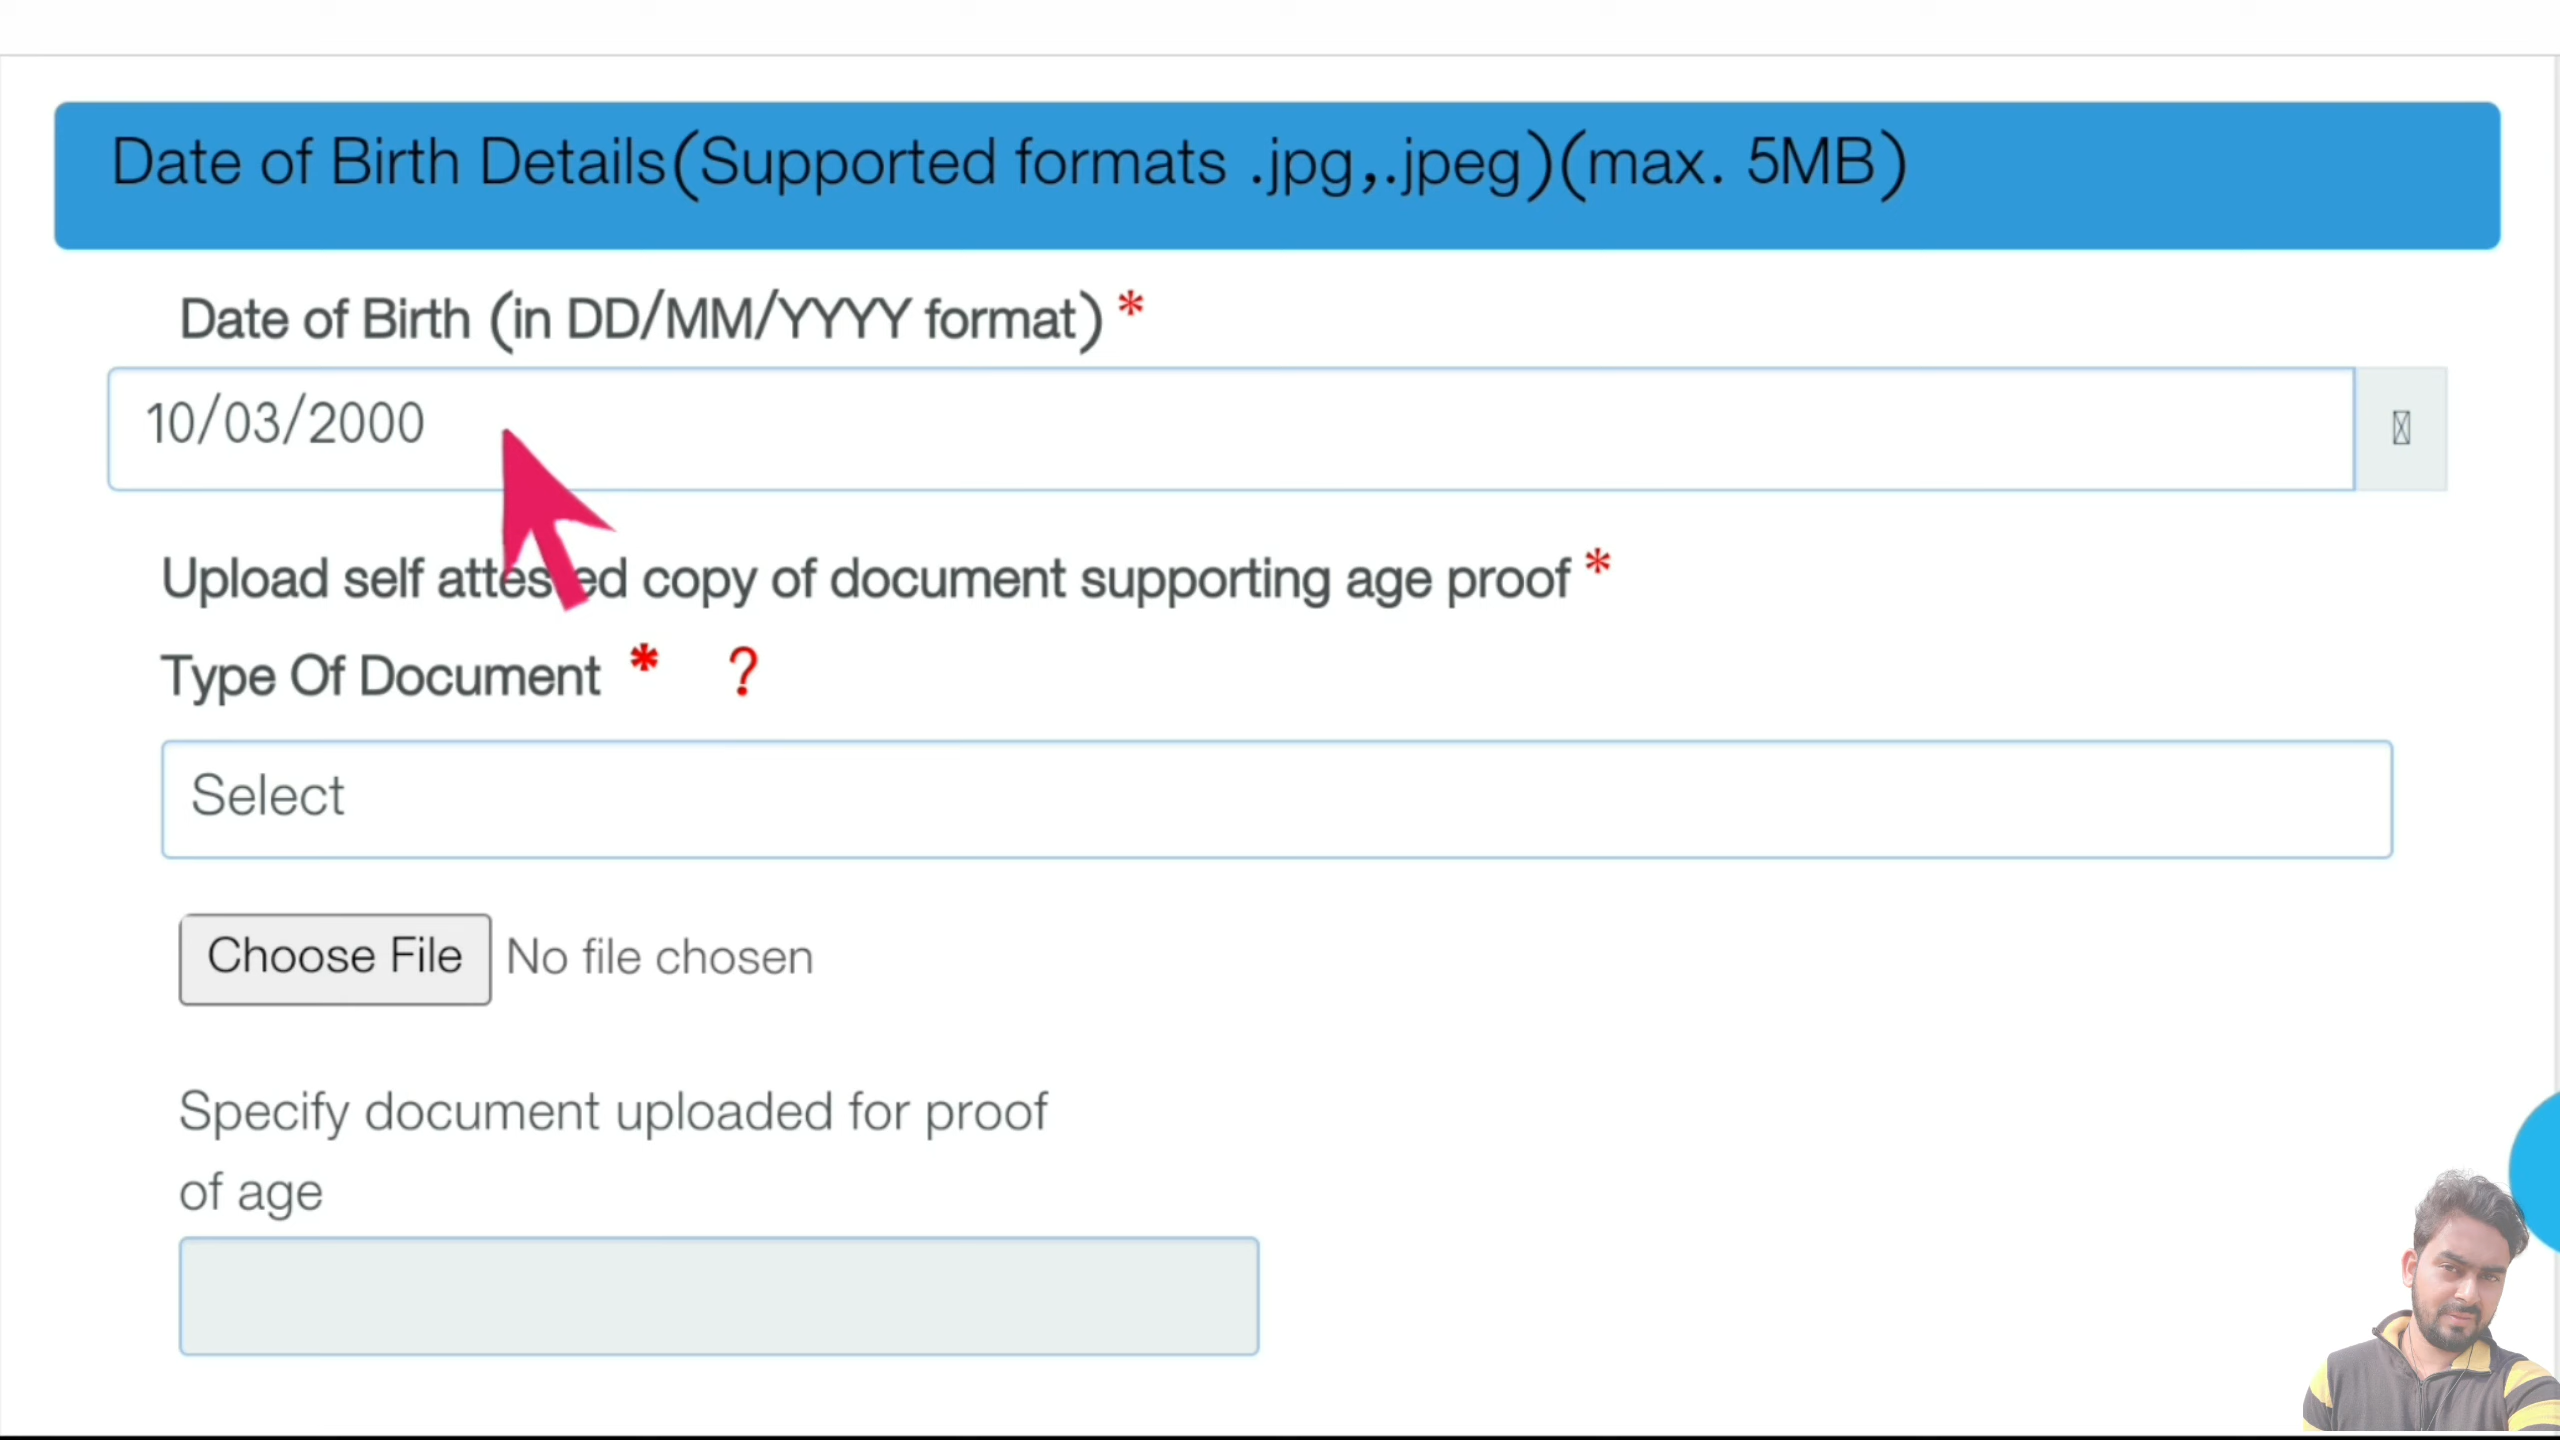 Date of Birth Details(Supported formats .jpg,.jpeg)(max. 5MB)
Date of Birth (in DD/MM/YYYY format) *
10/03/2000
Upload self attested copy of document supporting age proof *
Type Of Document * ?
Select
Choose File No file chosen
Specify document uploaded for proof
of age